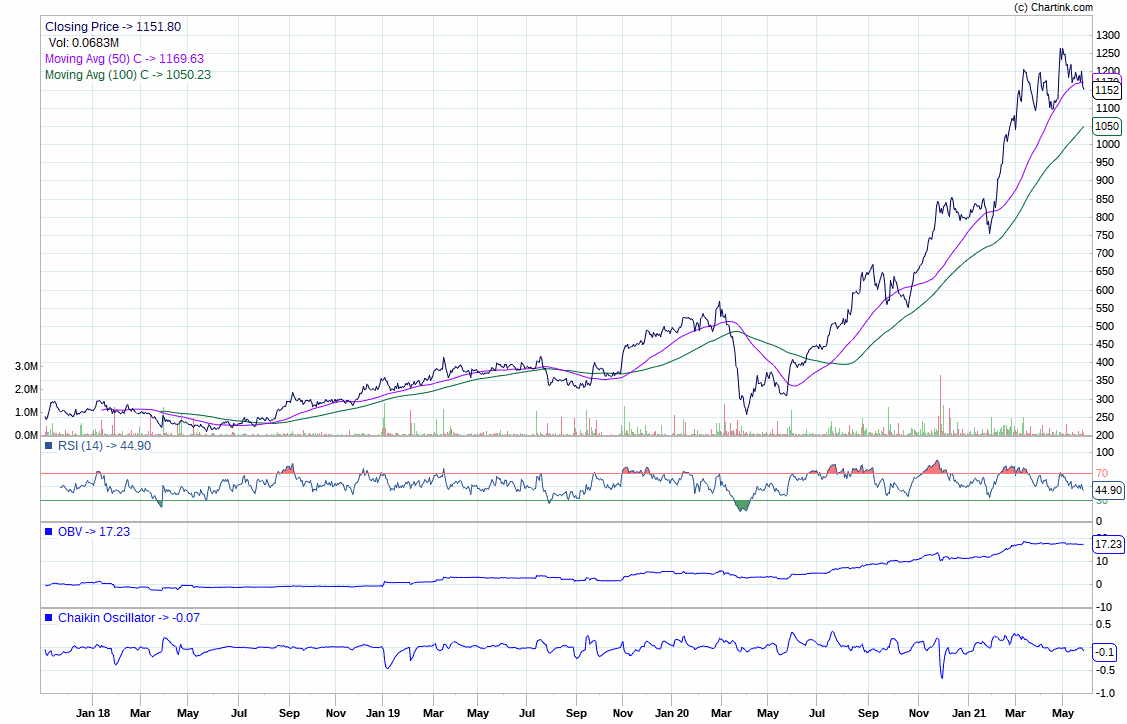 (c) Chartink.com
Closing Price -> 1151.80
Vol: 0.0683M
Moving Avg (50) C -> 1169.63
Moving Avg (100) C -> 1050.23
1300
1250
1200
1152
1100
1050
1000
950
900
850
800
750
700
650
600
550
500
450
400
350
300
250
200
3.0M
2.0M
1.0M
0.0M
RSI (14) -> 44.90
100
70
44.90
30
0
OBV -> 17.23
17.23
10
0
-10
Chaikin Oscillator -> -0.07
0.5
-0.1
-0.5
-1.0
Jan 18 Mar May Jul Sep Nov Jan 19 Mar May Jul Sep Nov Jan 20 Mar May Jul Sep Nov Jan 21 Mar May